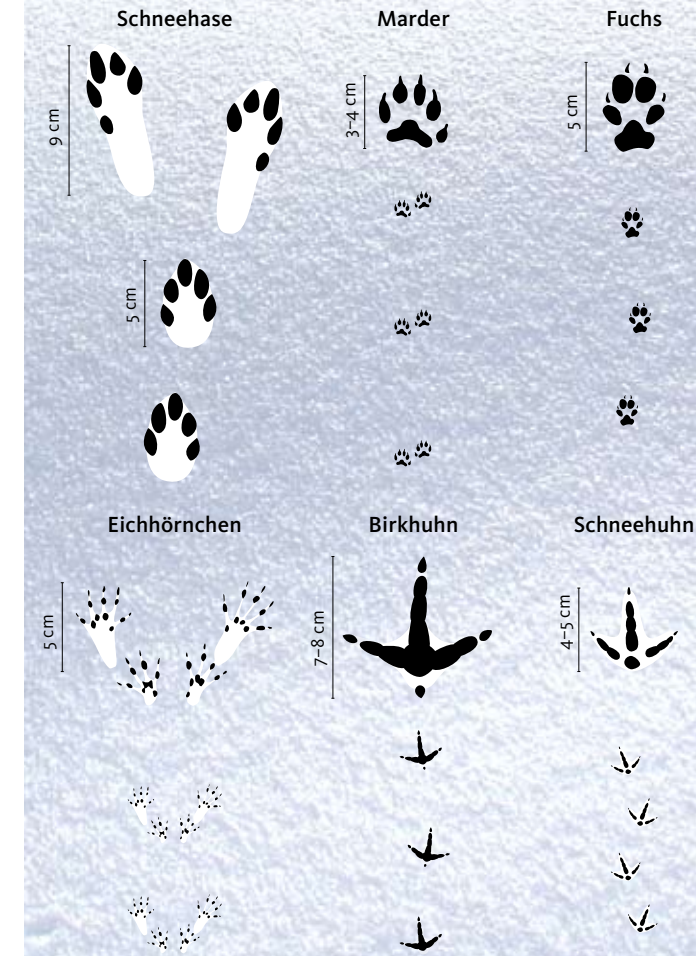 Schneehase
Marder
Fuchs
9 cm
3–4 cm
5 cm
5 cm
Eichhörnchen
Birkhuhn
Schneehuhn
5 cm
7–8 cm
4–5 cm